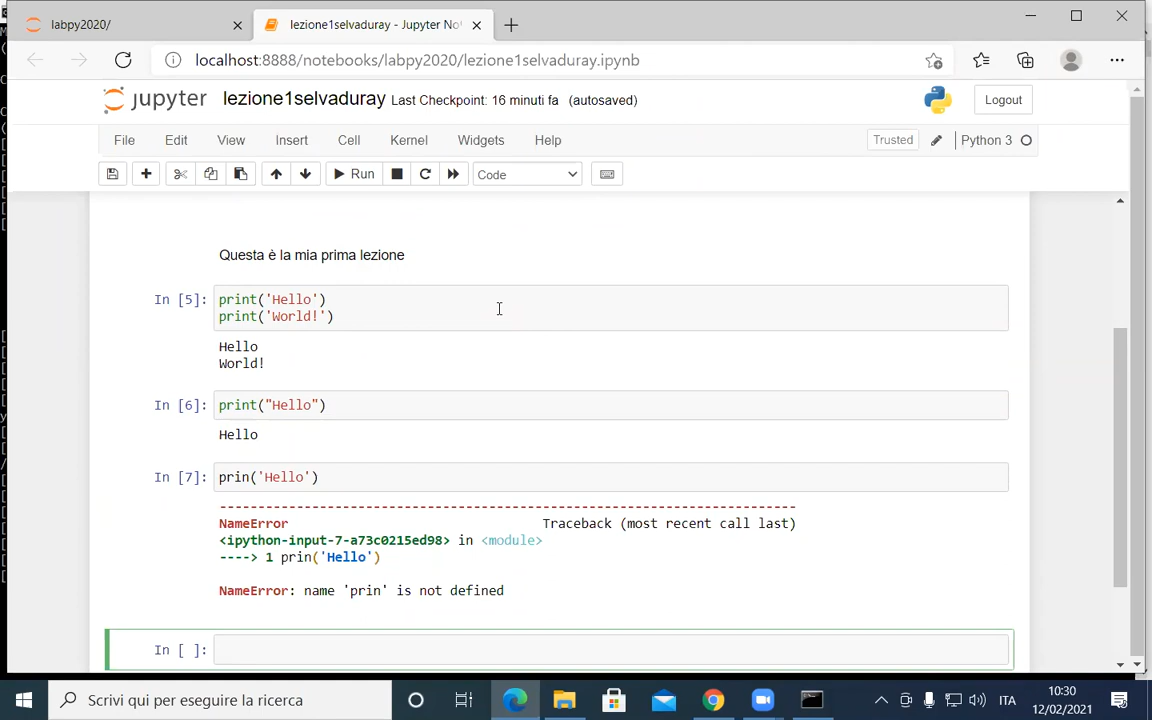 labpy2020/
lezione1selvaduray - Jupyter No
localhost:8888/notebooks/labpy2020/lezione1selvaduray.ipynb
jupyter lezione1selvaduray Last Checkpoint: 16 minuti fa (autosaved)
Logout
File Edit View Insert Cell Kernel Widgets Help
Trusted
Python 3
Run
Code
Questa è la mia prima lezione
In [5]: print('Hello')
print('World!')
Hello
World!
In [6]: print("Hello")
Hello
In [7]: prin('Hello')
---------------------------------------------------------------------------
NameError Traceback (most recent call last)
<ipython-input-7-a73c0215ed98> in <module>
----> 1 prin('Hello')
NameError: name 'prin' is not defined
In [ ]:
Scrivi qui per eseguire la ricerca
ITA
10:30
12/02/2021